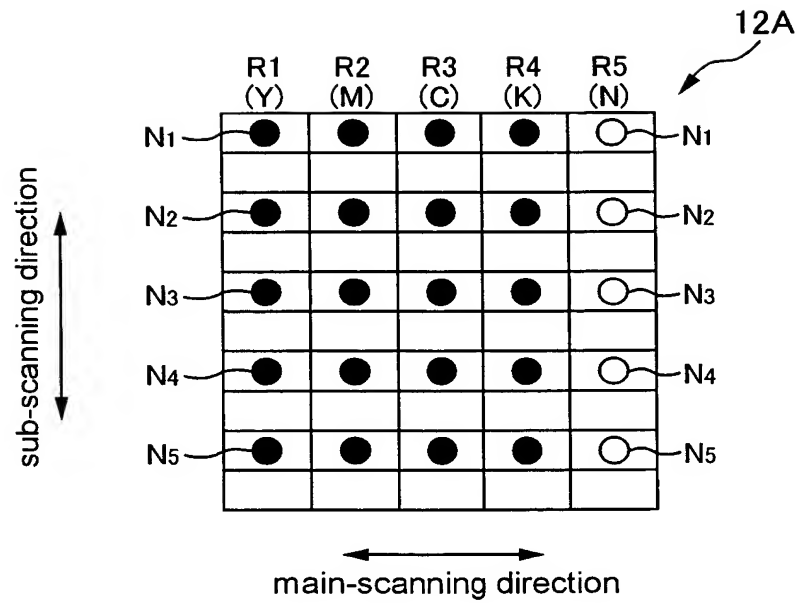 12A
R1 R2 R3 R4 R5
(Y) (M) (C) (K) (N)
N1 N1
N2 N2
N3 N3
N4 N4
N5 N5
sub-scanning direction
main-scanning direction